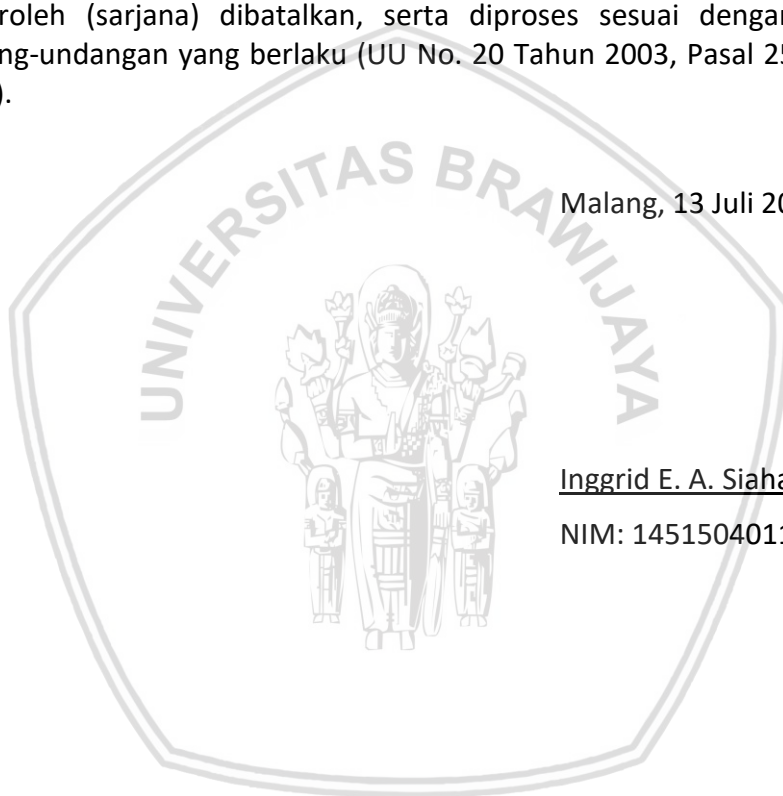 roleh (sarjana) dibatalkan, serta diproses sesuai dengan
ng-undangan yang berlaku (UU No. 20 Tahun 2003, Pasal 25
).
UNIVERSITAS BRAWIJAYA
Malang, 13 Juli 20
Inggrid E. A. Siaha
NIM: 1451504011